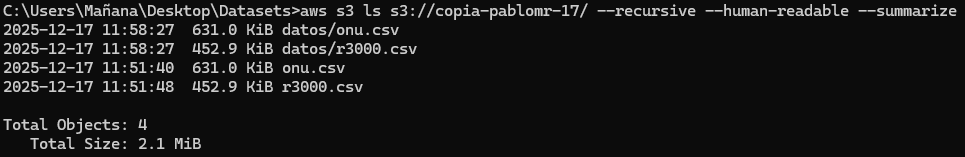 C:\Users\Mañana\Desktop\Datasets>aws s3 ls s3://copia-pablomr-17/ --recursive --human-readable --summarize
2025-12-17 11:58:27  631.0 KiB datos/onu.csv
2025-12-17 11:58:27  452.9 KiB datos/r3000.csv
2025-12-17 11:51:40  631.0 KiB onu.csv
2025-12-17 11:51:48  452.9 KiB r3000.csv

Total Objects: 4
   Total Size: 2.1 MiB